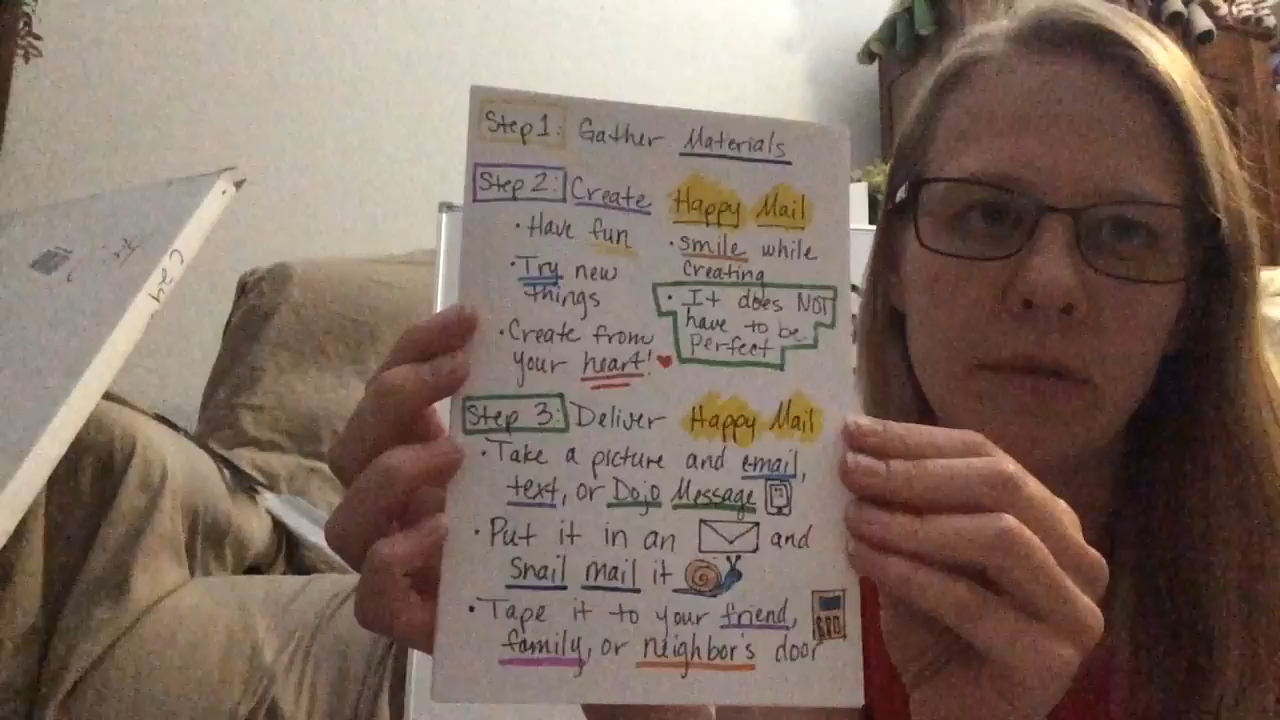 Step 1: Gather Materials
Step 2: Create Happy Mail
• Have fun
• Try new
things
• Create from
your heart!
• smile while
creating
• It does NOT
have to be
perfect
Step 3: Deliver Happy Mail
• Take a picture and email,
text, or Dojo Message
• Put it in an and
snail mail it
• Tape it to your friend,
family, or neighbor's door
C24